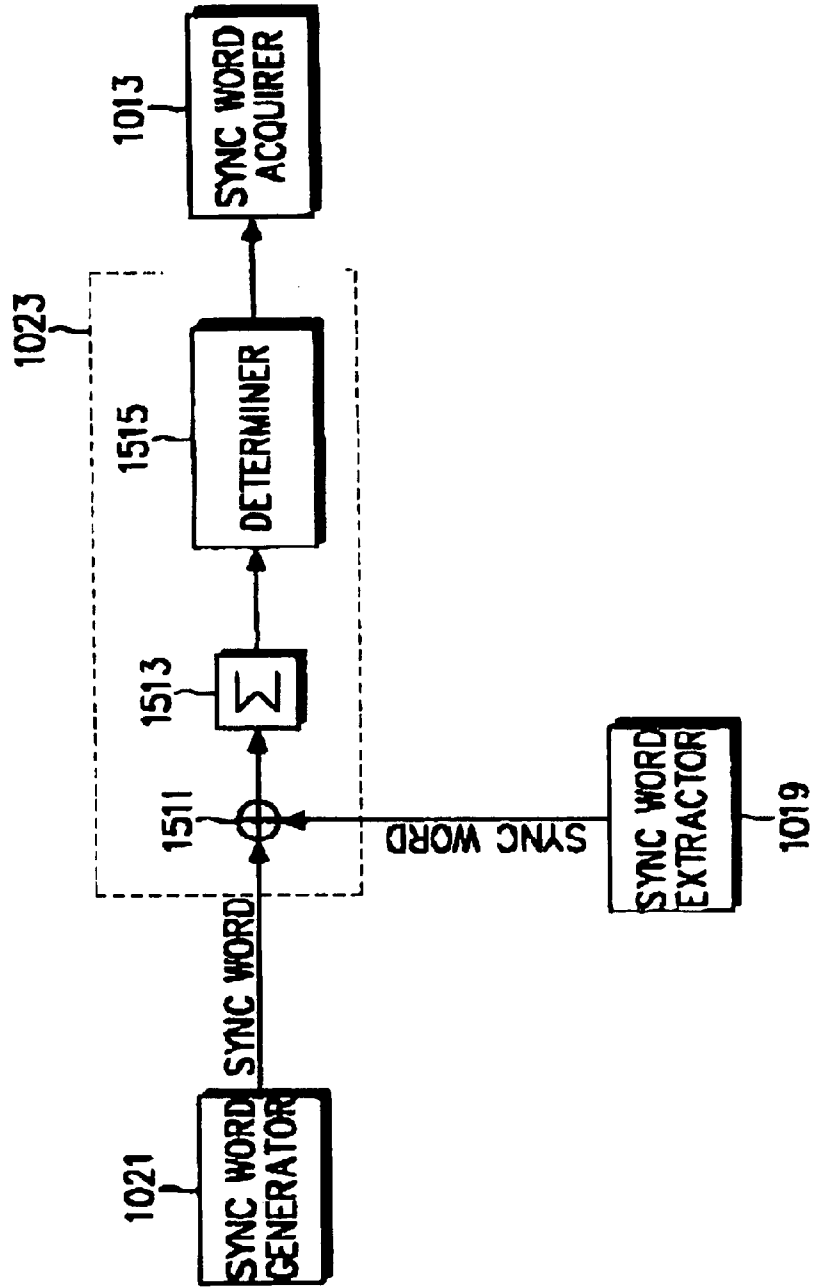 1023
1511
1513
1515
1013
Σ
DETERMINER
SYNC WORD
ACQUIRER
1021
SYNC WORD
GENERATOR
SYNC WORD
SYNC WORD
SYNC WORD
EXTRACTOR
1019